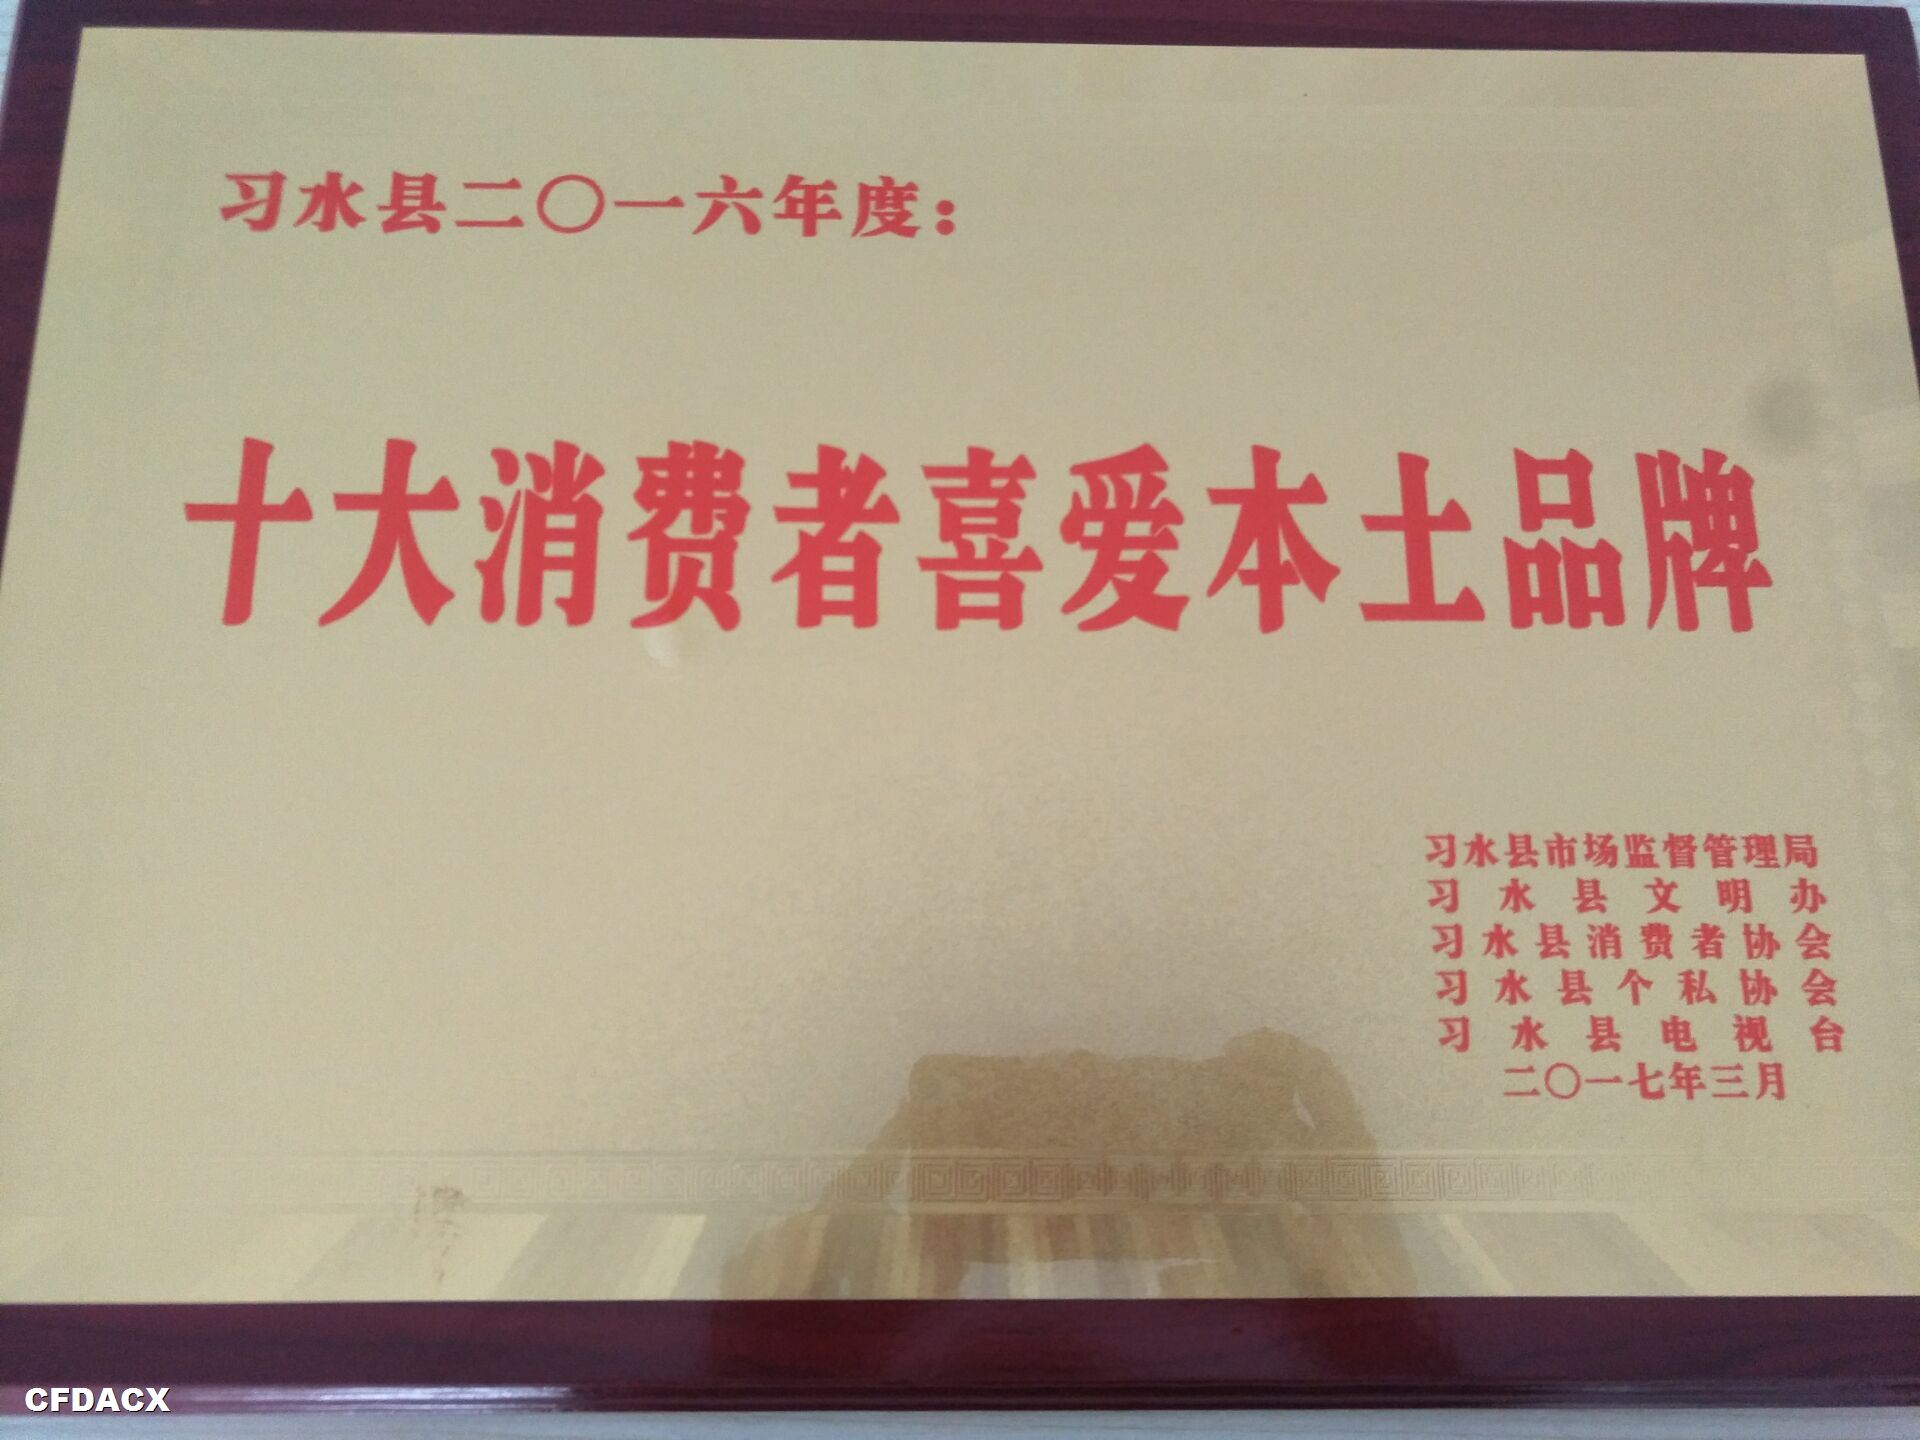 习水县二〇一六年度：
十大消费者喜爱本土品牌
习水县市场监督管理局
习水县文明办
习水县消费者协会
习水县个私协会
习水县电视台
二〇一七年三月
CFDACX